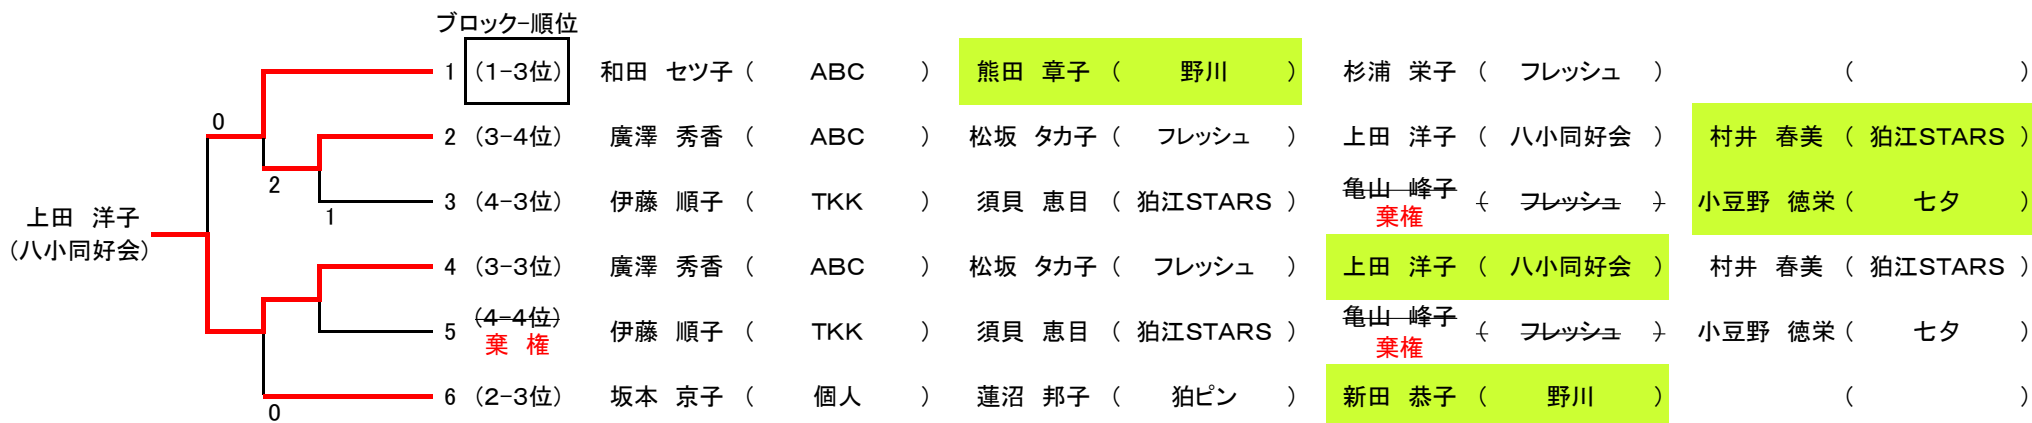 ブロック-順位
1 (1-3位) 和田 セツ子 ( ABC ) 熊田 章子 ( 野川 ) 杉浦 栄子 ( フレッシュ ) ( )
0
2 (3-4位) 廣澤 秀香 ( ABC ) 松坂 タカ子 ( フレッシュ ) 上田 洋子 ( 八小同好会 ) 村井 春美 ( 狛江STARS )
2
3 (4-3位) 伊藤 順子 ( TKK ) 須貝 恵目 ( 狛江STARS ) 亀山 峰子 ( フレッシュ ) 小豆野 徳栄 ( 七夕 )
棄権
1
上田 洋子
(八小同好会)
4 (3-3位) 廣澤 秀香 ( ABC ) 松坂 タカ子 ( フレッシュ ) 上田 洋子 ( 八小同好会 ) 村井 春美 ( 狛江STARS )
5 (4-4位) 伊藤 順子 ( TKK ) 須貝 恵目 ( 狛江STARS ) 亀山 峰子 ( フレッシュ ) 小豆野 徳栄 ( 七夕 )
棄 権 棄権
6 (2-3位) 坂本 京子 ( 個人 ) 蓮沼 邦子 ( 狛ピン ) 新田 恭子 ( 野川 ) ( )
0